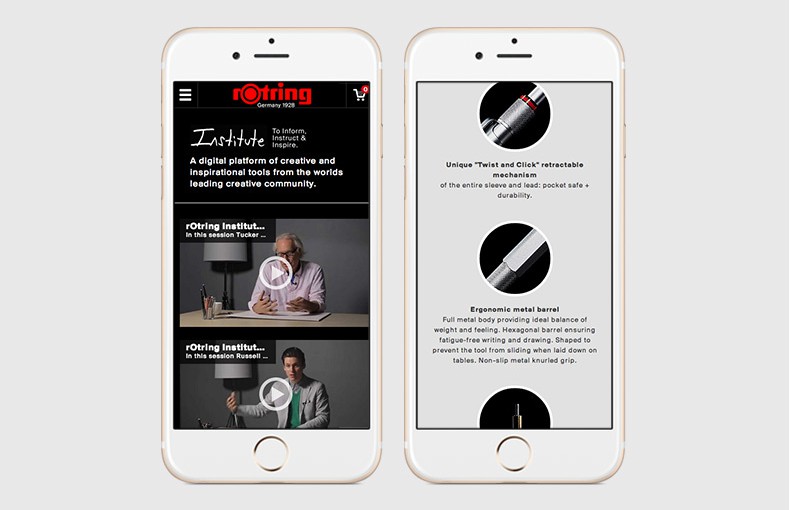 rOtring
Germany 1928
0
Institute
To Inform,
Instruct &
Inspire.
A digital platform of creative and
inspirational tools from the worlds
leading creative community.
rOtring Institut...
In this session Tucker ...
rOtring Institut...
In this session Russell ...
Unique "Twist and Click" retractable
mechanism
of the entire sleeve and lead: pocket safe +
durability.
Ergonomic metal barrel
Full metal body providing ideal balance of
weight and feeling. Hexagonal barrel ensuring
fatigue-free writing and drawing. Shaped to
prevent the tool from sliding when laid down on
tables. Non-slip metal knurled grip.